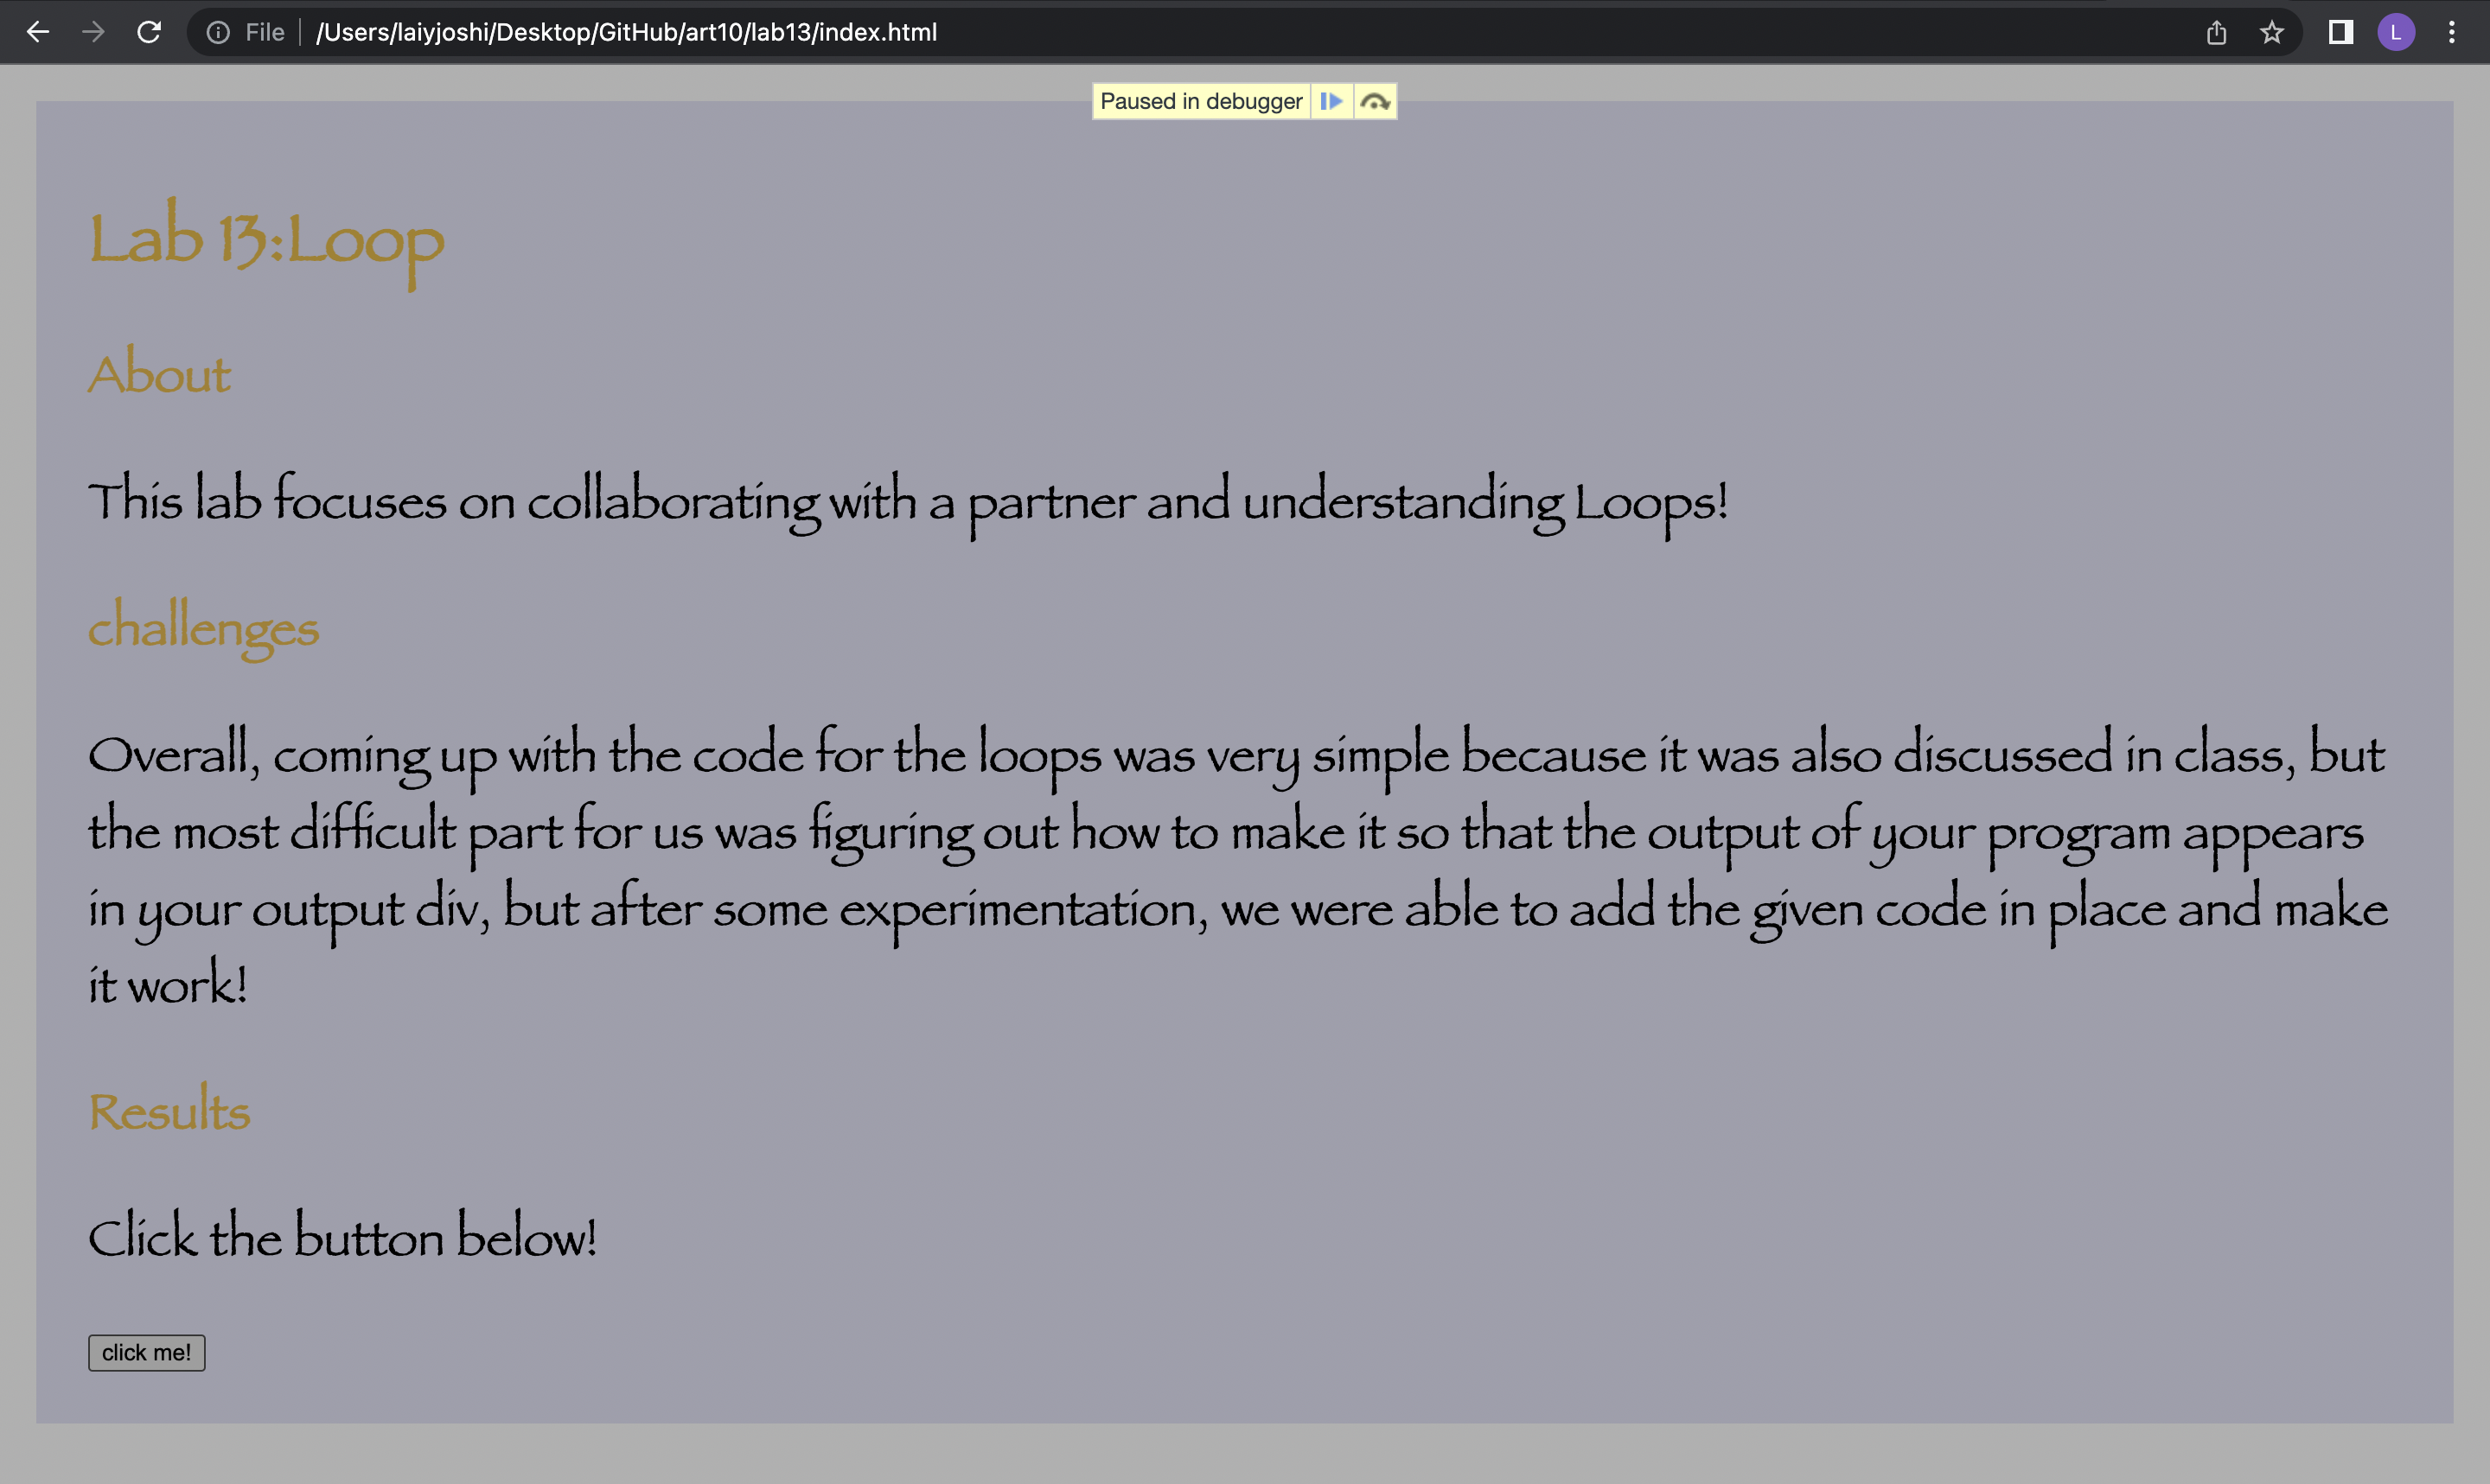 File /Users/laiyjoshi/Desktop/GitHub/art10/lab13/index.html
L
Paused in debugger
Lab 13:Loop
About
This lab focuses on collaborating with a partner and understanding Loops!
challenges
Overall, coming up with the code for the loops was very simple because it was also discussed in class, but
the most difficult part for us was figuring out how to make it so that the output of your program appears
in your output div, but after some experimentation, we were able to add the given code in place and make
it work!
Results
Click the button below!
click me!